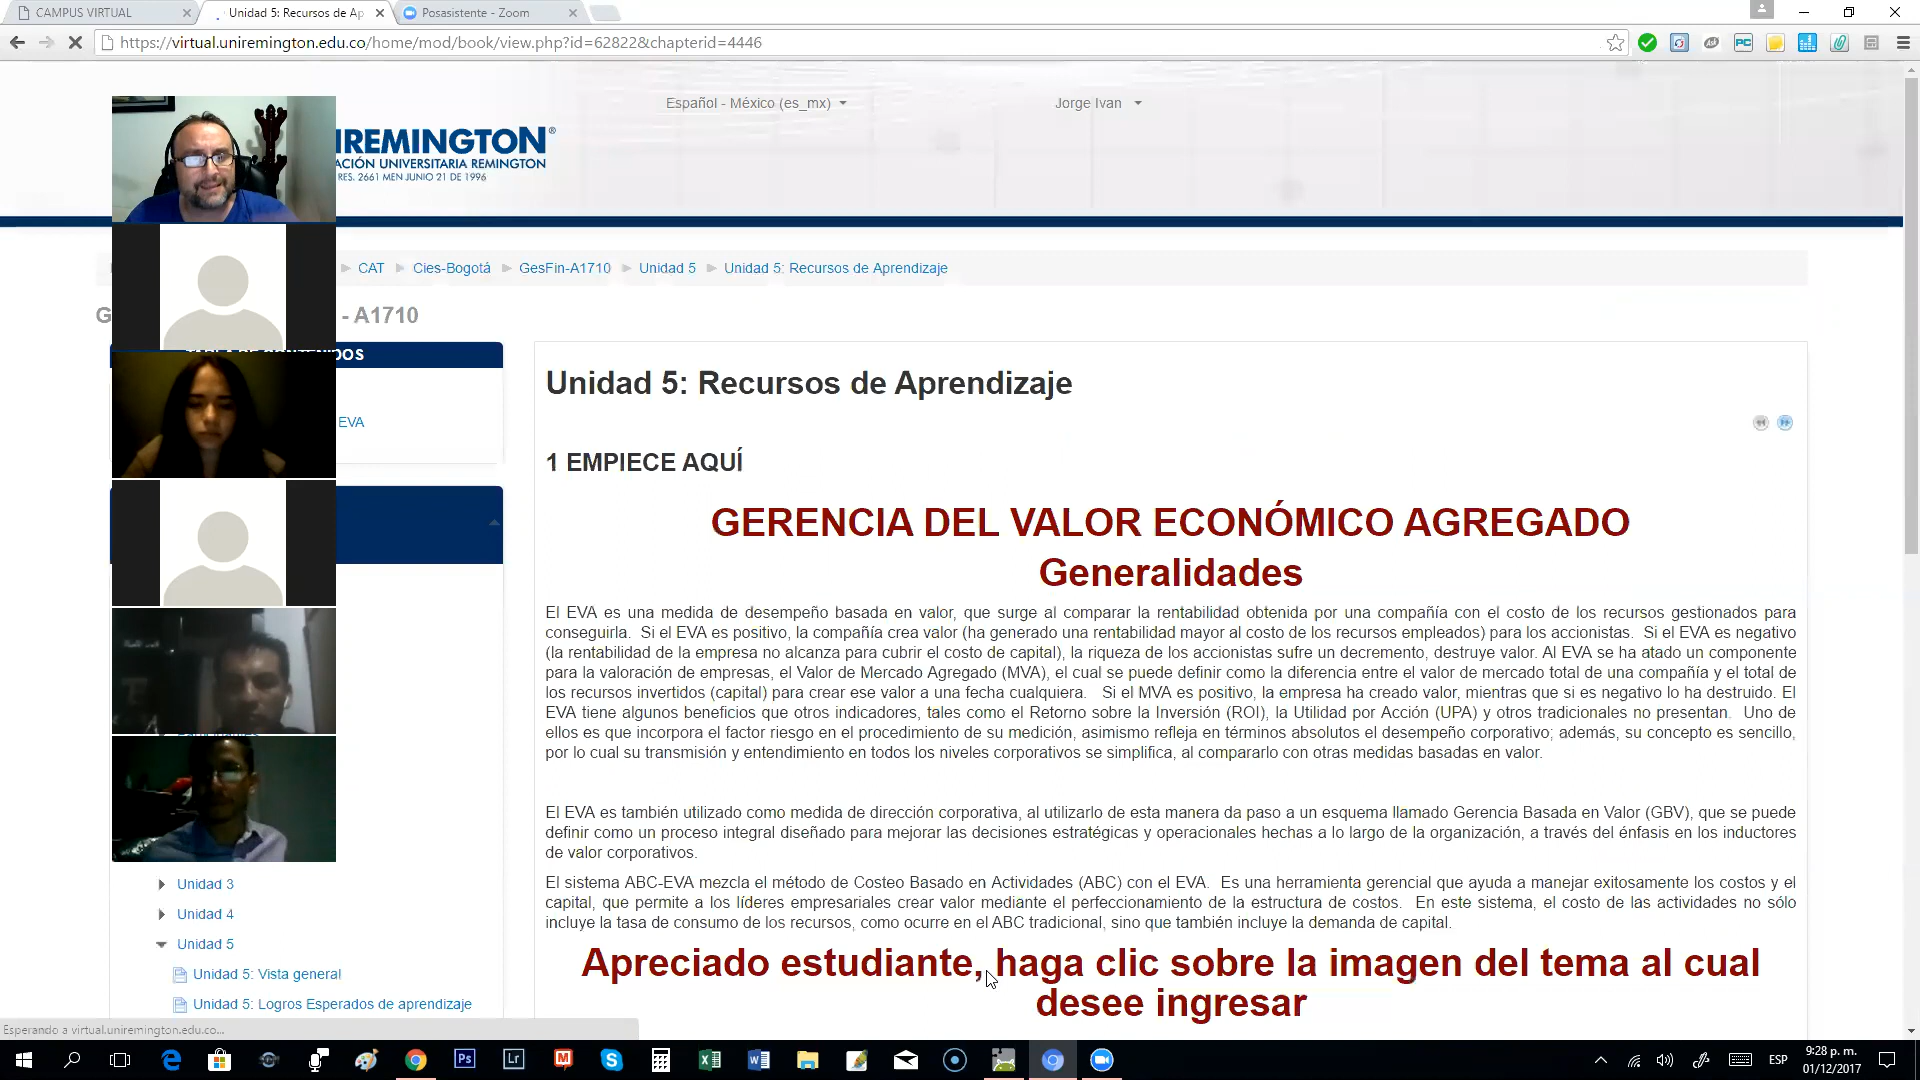 CAMPUS VIRTUAL
Unidad 5: Recursos de Ap
Posasistente - Zoom
https://virtual.uniremington.edu.co/home/mod/book/view.php?id=62822&chapterid=4446
Español - México (es_mx)
Jorge Ivan
IREMINGTON®
ACIÓN UNIVERSITARIA REMINGTON
RES. 2661 MEN JUNIO 21 DE 1996
CAT
Cies-Bogotá
GesFin-A1710
Unidad 5
Unidad 5: Recursos de Aprendizaje
G
- A1710
EVA
Unidad 3
Unidad 4
Unidad 5
Unidad 5: Vista general
Unidad 5: Logros Esperados de aprendizaje
Unidad 5: Recursos de Aprendizaje
1 EMPIECE AQUÍ
GERENCIA DEL VALOR ECONÓMICO AGREGADO
Generalidades
El EVA es una medida de desempeño basada en valor, que surge al comparar la rentabilidad obtenida por una compañía con el costo de los recursos gestionados para
conseguirla. Si el EVA es positivo, la compañía crea valor (ha generado una rentabilidad mayor al costo de los recursos empleados) para los accionistas. Si el EVA es negativo
(la rentabilidad de la empresa no alcanza para cubrir el costo de capital), la riqueza de los accionistas sufre un decremento, destruye valor. Al EVA se ha atado un componente
para la valoración de empresas, el Valor de Mercado Agregado (MVA), el cual se puede definir como la diferencia entre el valor de mercado total de una compañía y el total de
los recursos invertidos (capital) para crear ese valor a una fecha cualquiera. Si el MVA es positivo, la empresa ha creado valor, mientras que si es negativo lo ha destruido. El
EVA tiene algunos beneficios que otros indicadores, tales como el Retorno sobre la Inversión (ROI), la Utilidad por Acción (UPA) y otros tradicionales no presentan. Uno de
ellos es que incorpora el factor riesgo en el procedimiento de su medición, asimismo refleja en términos absolutos el desempeño corporativo; además, su concepto es sencillo,
por lo cual su transmisión y entendimiento en todos los niveles corporativos se simplifica, al compararlo con otras medidas basadas en valor.
El EVA es también utilizado como medida de dirección corporativa, al utilizarlo de esta manera da paso a un esquema llamado Gerencia Basada en Valor (GBV), que se puede
definir como un proceso integral diseñado para mejorar las decisiones estratégicas y operacionales hechas a lo largo de la organización, a través del énfasis en los inductores
de valor corporativos.
El sistema ABC-EVA mezcla el método de Costeo Basado en Actividades (ABC) con el EVA. Es una herramienta gerencial que ayuda a manejar exitosamente los costos y el
capital, que permite a los líderes empresariales crear valor mediante el perfeccionamiento de la estructura de costos. En este sistema, el costo de las actividades no sólo
incluye la tasa de consumo de los recursos, como ocurre en el ABC tradicional, sino que también incluye la demanda de capital.
Apreciado estudiante, haga clic sobre la imagen del tema al cual
desee ingresar
Esperando a virtual.uniremington.edu.co...
Ps
Lr
ESP
9:28 p. m.
01/12/2017